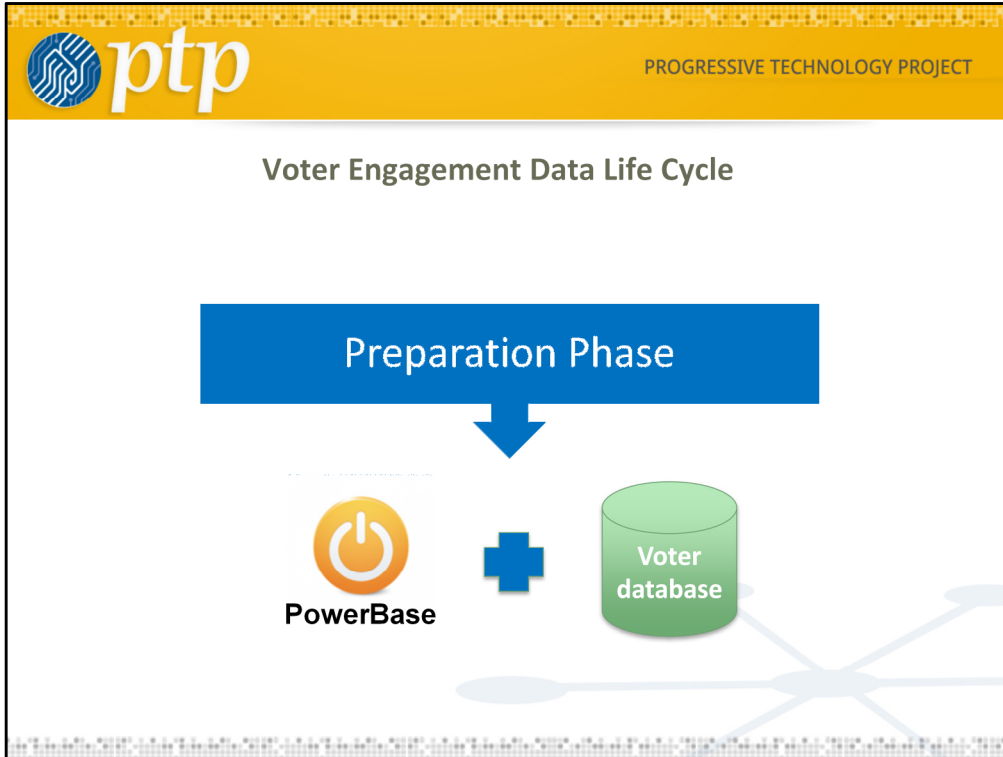 ptp
PROGRESSIVE TECHNOLOGY PROJECT
Voter Engagement Data Life Cycle
Preparation Phase
PowerBase
Voter
database